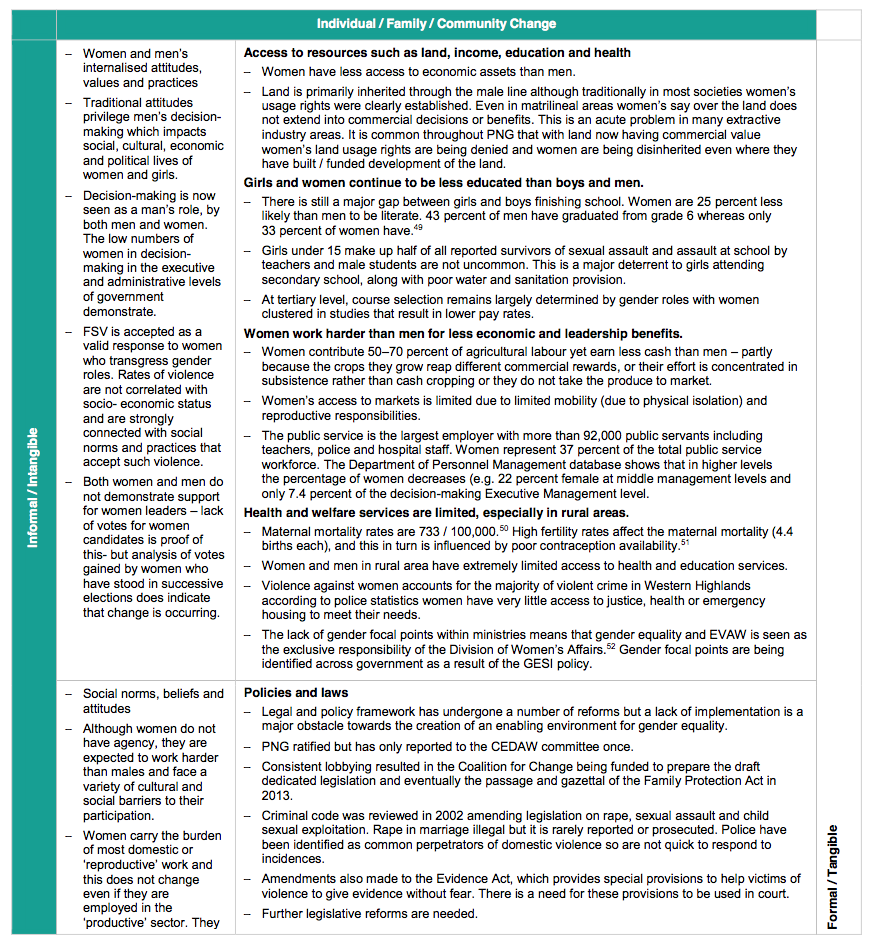 Individual / Family / Community Change
Informal / Intangible
– Women and men’s
internalised attitudes,
values and practices
– Traditional attitudes
privilege men’s decision-
making which impacts
social, cultural, economic
and political lives of
women and girls.
– Decision-making is now
seen as a man’s role, by
both men and women.
The low numbers of
women in decision-
making in the executive
and administrative levels
of government
demonstrate.
– FSV is accepted as a
valid response to women
who transgress gender
roles. Rates of violence
are not correlated with
socio- economic status
and are strongly
connected with social
norms and practices that
accept such violence.
– Both women and men do
not demonstrate support
for women leaders – lack
of votes for women
candidates is proof of
this- but analysis of votes
gained by women who
have stood in successive
elections does indicate
that change is occurring.
Access to resources such as land, income, education and health
– Women have less access to economic assets than men.
– Land is primarily inherited through the male line although traditionally in most societies women’s
usage rights were clearly established. Even in matrilineal areas women’s say over the land does
not extend into commercial decisions or benefits. This is an acute problem in many extractive
industry areas. It is common throughout PNG that with land now having commercial value
women’s land usage rights are being denied and women are being disinherited even where they
have built / funded development of the land.
Girls and women continue to be less educated than boys and men.
– There is still a major gap between girls and boys finishing school. Women are 25 percent less
likely than men to be literate. 43 percent of men have graduated from grade 6 whereas only
33 percent of women have.49
– Girls under 15 make up half of all reported survivors of sexual assault and assault at school by
teachers and male students are not uncommon. This is a major deterrent to girls attending
secondary school, along with poor water and sanitation provision.
– At tertiary level, course selection remains largely determined by gender roles with women
clustered in studies that result in lower pay rates.
Women work harder than men for less economic and leadership benefits.
– Women contribute 50–70 percent of agricultural labour yet earn less cash than men – partly
because the crops they grow reap different commercial rewards, or their effort is concentrated in
subsistence rather than cash cropping or they do not take the produce to market.
– Women’s access to markets is limited due to limited mobility (due to physical isolation) and
reproductive responsibilities.
– The public service is the largest employer with more than 92,000 public servants including
teachers, police and hospital staff. Women represent 37 percent of the total public service
workforce. The Department of Personnel Management database shows that in higher levels
the percentage of women decreases (e.g. 22 percent female at middle management levels and
only 7.4 percent of the decision-making Executive Management level.
Health and welfare services are limited, especially in rural areas.
– Maternal mortality rates are 733 / 100,000.50 High fertility rates affect the maternal mortality (4.4
births each), and this in turn is influenced by poor contraception availability.51
– Women and men in rural area have extremely limited access to health and education services.
– Violence against women accounts for the majority of violent crime in Western Highlands
according to police statistics women have very little access to justice, health or emergency
housing to meet their needs.
– The lack of gender focal points within ministries means that gender equality and EVAW is seen as
the exclusive responsibility of the Division of Women’s Affairs.52 Gender focal points are being
identified across government as a result of the GESI policy.
– Social norms, beliefs and
attitudes
– Although women do not
have agency, they are
expected to work harder
than males and face a
variety of cultural and
social barriers to their
participation.
– Women carry the burden
of most domestic or
‘reproductive’ work and
this does not change
even if they are
employed in the
‘productive’ sector. They
Policies and laws
– Legal and policy framework has undergone a number of reforms but a lack of implementation is a
major obstacle towards the creation of an enabling environment for gender equality.
– PNG ratified but has only reported to the CEDAW committee once.
– Consistent lobbying resulted in the Coalition for Change being funded to prepare the draft
dedicated legislation and eventually the passage and gazettal of the Family Protection Act in
2013.
– Criminal code was reviewed in 2002 amending legislation on rape, sexual assault and child
sexual exploitation. Rape in marriage illegal but it is rarely reported or prosecuted. Police have
been identified as common perpetrators of domestic violence so are not quick to respond to
incidences.
– Amendments also made to the Evidence Act, which provides special provisions to help victims of
violence to give evidence without fear. There is a need for these provisions to be used in court.
– Further legislative reforms are needed.
Formal / Tangible